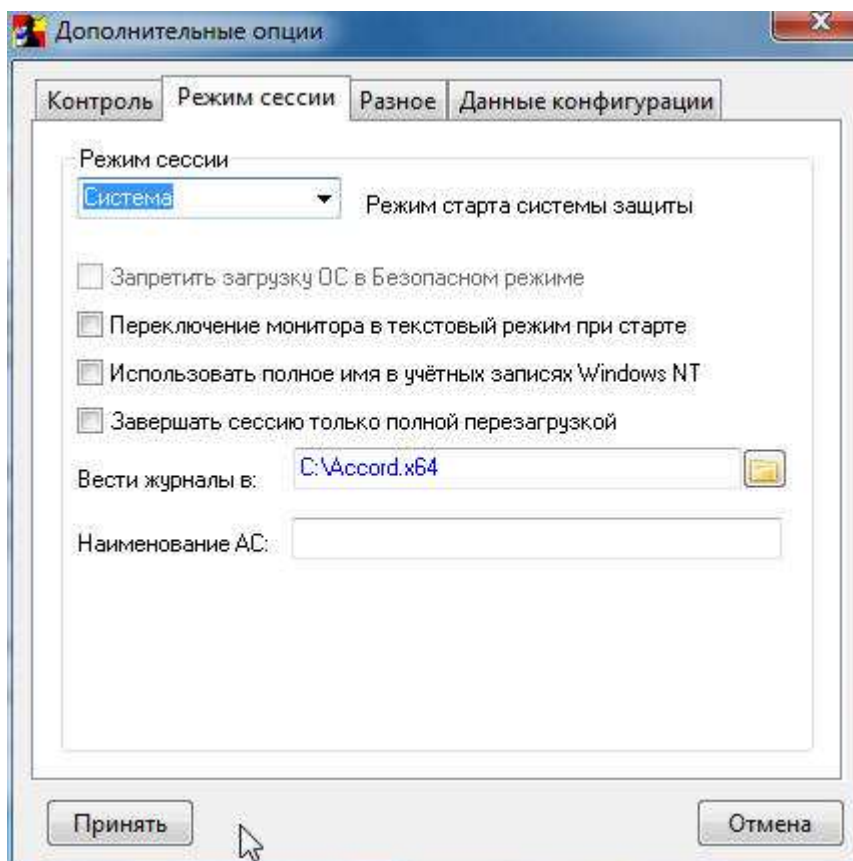 Дополнительные опции
Контроль Режим сессии Разное Данные конфигурации
Режим сессии
Система Режим старта системы защиты
Запретить загрузку ОС в Безопасном режиме
Переключение монитора в текстовый режим при старте
Использовать полное имя в учётных записях Windows NT
Завершать сессию только полной перезагрузкой
Вести журналы в: C:\Accord.x64
Наименование АС:
Принять Отмена